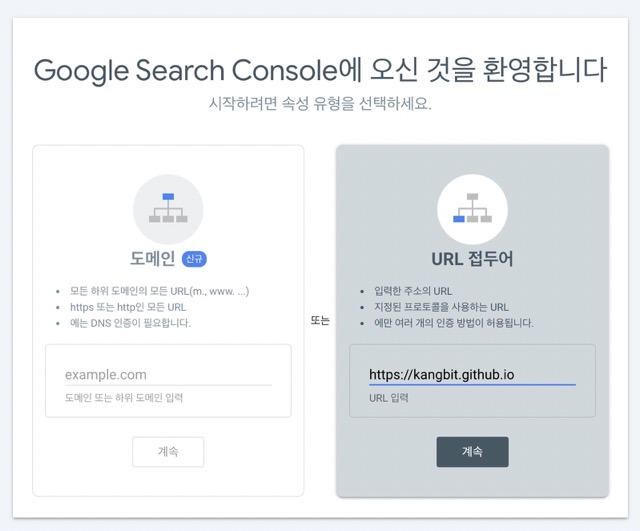 Google Search Console에 오신 것을 환영합니다
시작하려면 속성 유형을 선택하세요.
도메인 신규
• 모든 하위 도메인의 모든 URL(m., www. ...)
• https 또는 http인 모든 URL
• 에는 DNS 인증이 필요합니다.
example.com
도메인 또는 하위 도메인 입력
계속
또는
URL 접두어
• 입력한 주소의 URL
• 지정된 프로토콜을 사용하는 URL
• 에만 여러 개의 인증 방법이 허용됩니다.
https://kangbit.github.io
URL 입력
계속